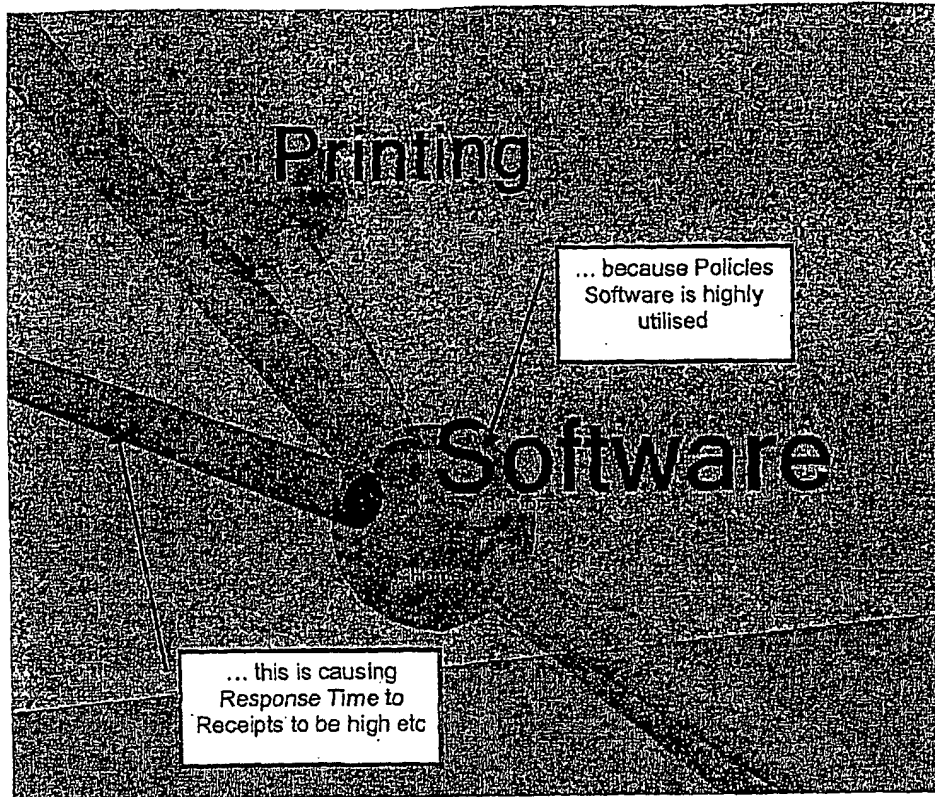 Printing
... because Policies
Software is highly
utilised
Software
... this is causing
Response Time to
Receipts to be high etc